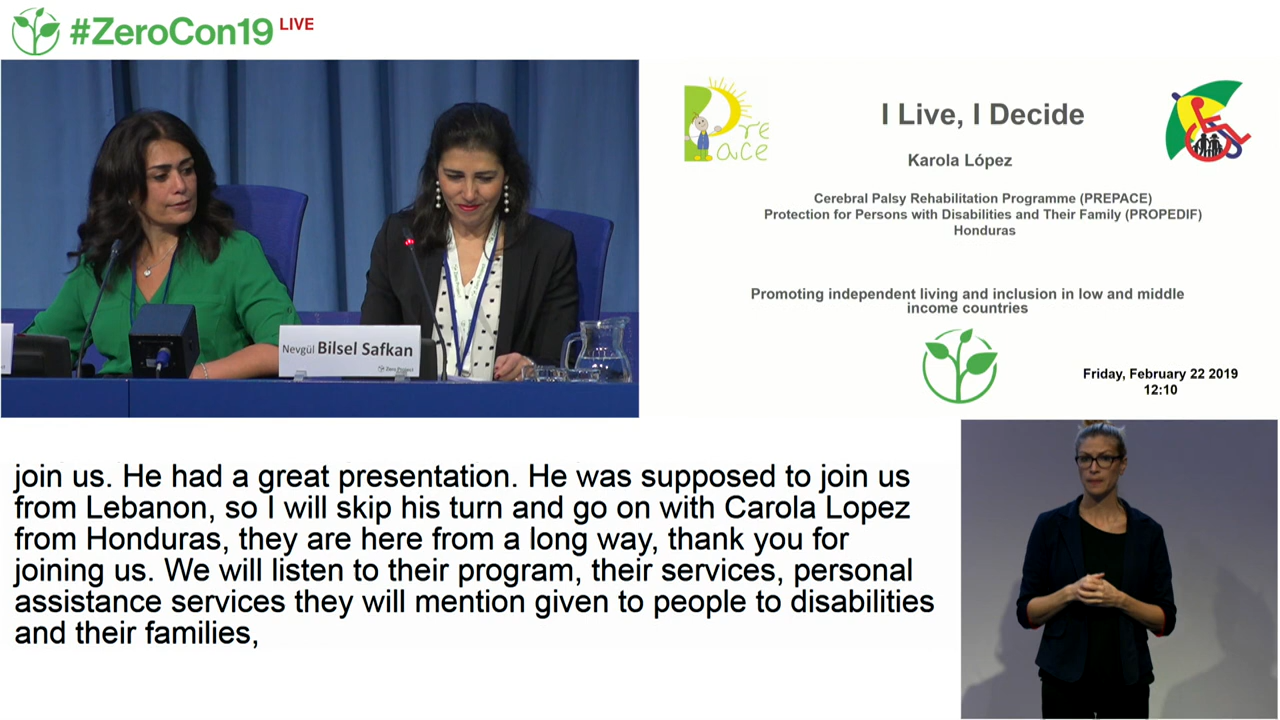 #ZeroCon19 LIVE
Nevgül Bilsel Safkan
Zero Project
Prepace
I Live, I Decide
Karola López
Cerebral Palsy Rehabilitation Programme (PREPACE)
Protection for Persons with Disabilities and Their Family (PROPEDIF)
Honduras
Promoting independent living and inclusion in low and middle
income countries
Friday, February 22 2019
12:10
join us. He had a great presentation. He was supposed to join us
from Lebanon, so I will skip his turn and go on with Carola Lopez
from Honduras, they are here from a long way, thank you for
joining us. We will listen to their program, their services, personal
assistance services they will mention given to people to disabilities
and their families,